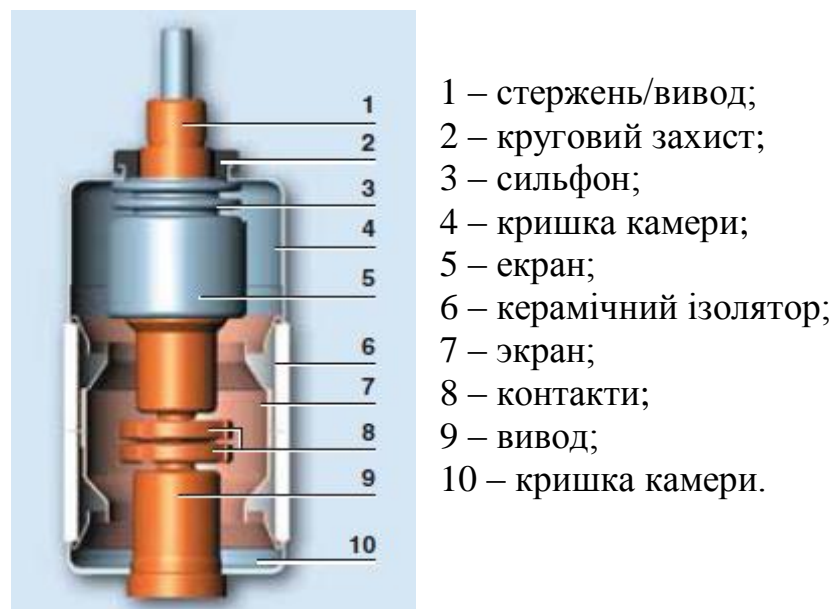 1
2
3
4
5
6
7
8
9
10
1 – стержень/вивод;
2 – круговий захист;
3 – сильфон;
4 – кришка камери;
5 – екран;
6 – керамічний ізолятор;
7 – экран;
8 – контакти;
9 – вивод;
10 – кришка камери.